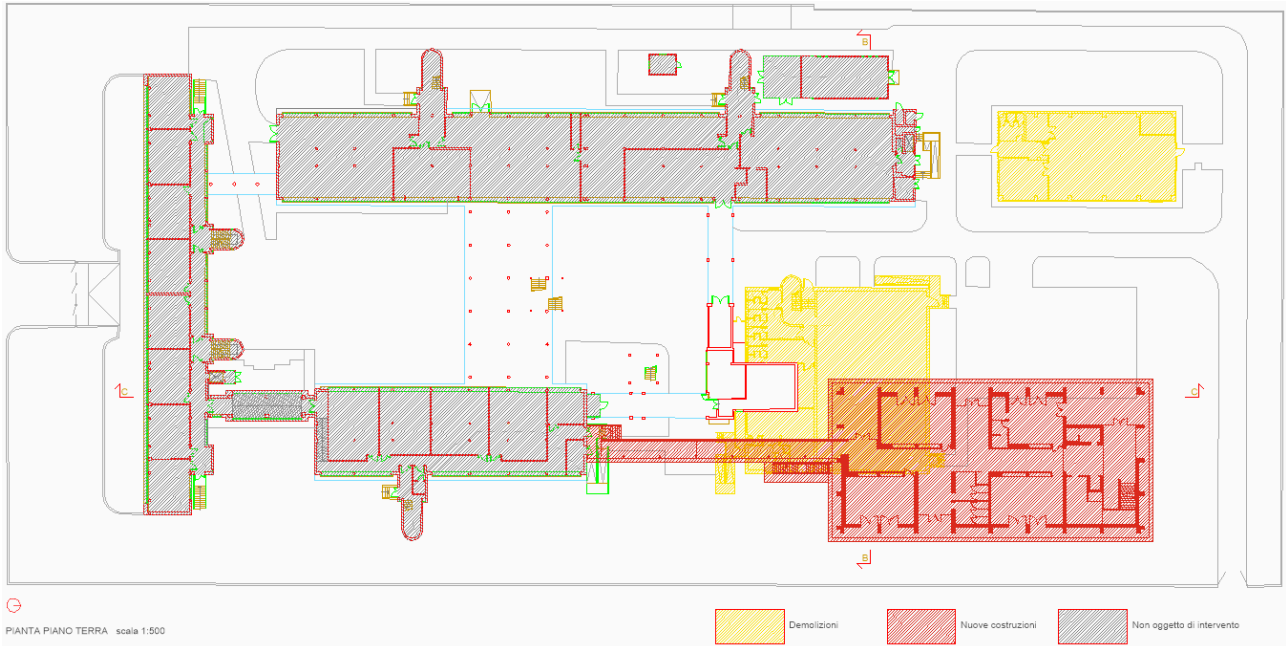 B
C
C
B
PIANTA PIANO TERRA scala 1:500
Demolizioni
Nuove costruzioni
Non oggetto di intervento